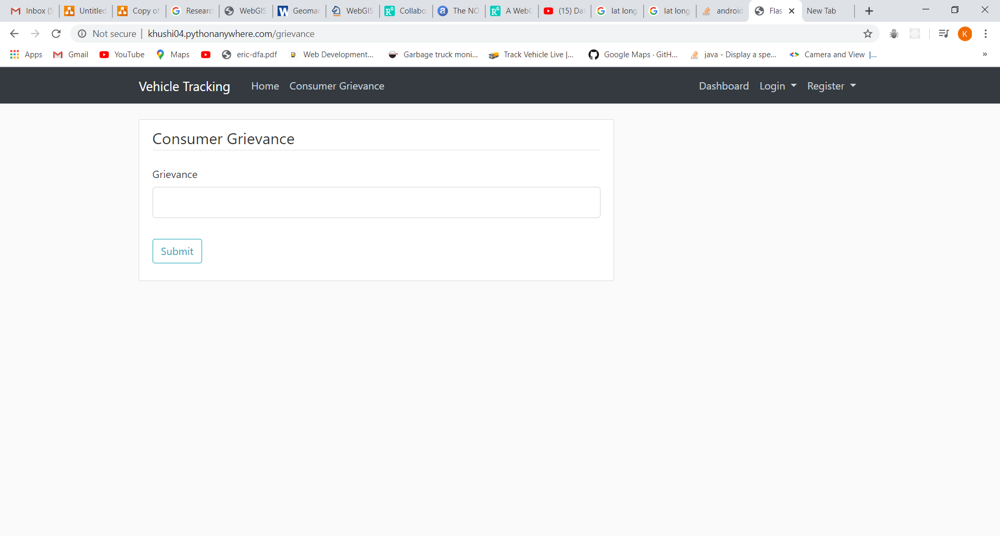 Inbox (5 Untitled Copy of Research WebGIS Geomar WebGIS Collabo The NO A WebG (15) Dat lat long lat long android Flas New Tab
Not secure khushi04.pythonanywhere.com/grievance K
Apps Gmail YouTube Maps eric-dfa.pdf Web Development... Garbage truck moni... Track Vehicle Live |... Google Maps · GitH... java - Display a spe... Camera and View |... »
Vehicle Tracking Home Consumer Grievance Dashboard Login Register
Consumer Grievance
Grievance
Submit